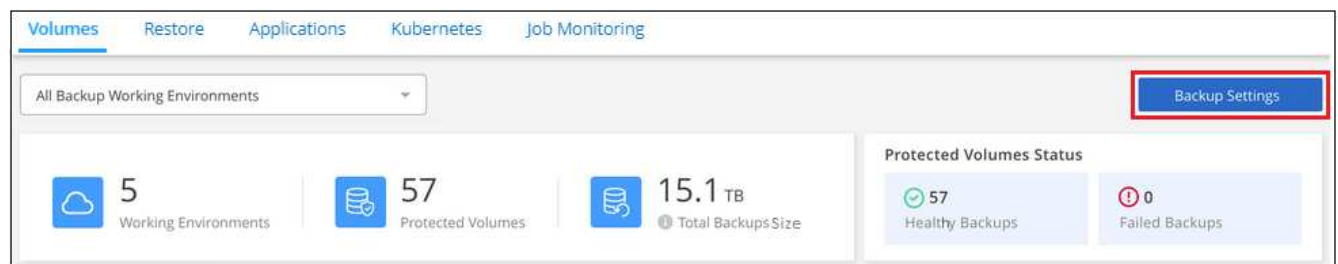 Volumes Restore Applications Kubernetes Job Monitoring
All Backup Working Environments
Backup Settings
5
Working Environments
57
Protected Volumes
15.1 TB
Total Backups Size
Protected Volumes Status
57
Healthy Backups
0
Failed Backups